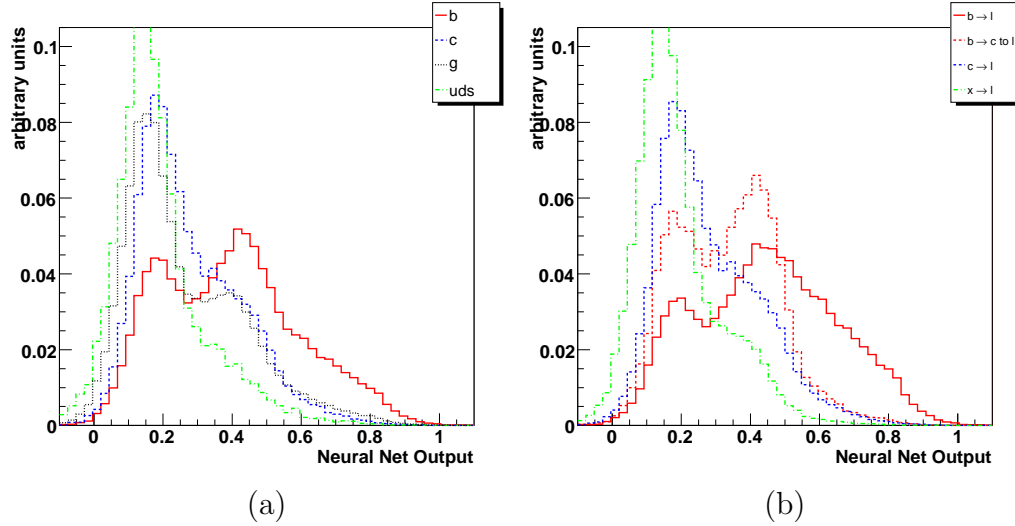 arbitrary units
0.1
0.08
0.06
0.04
0.02
0
0 0.2 0.4 0.6 0.8 1
Neural Net Output
b
c
g
uds
(a)
arbitrary units
0.1
0.08
0.06
0.04
0.02
0
0 0.2 0.4 0.6 0.8 1
Neural Net Output
b → l
b → c to l
c → l
x → l
(b)